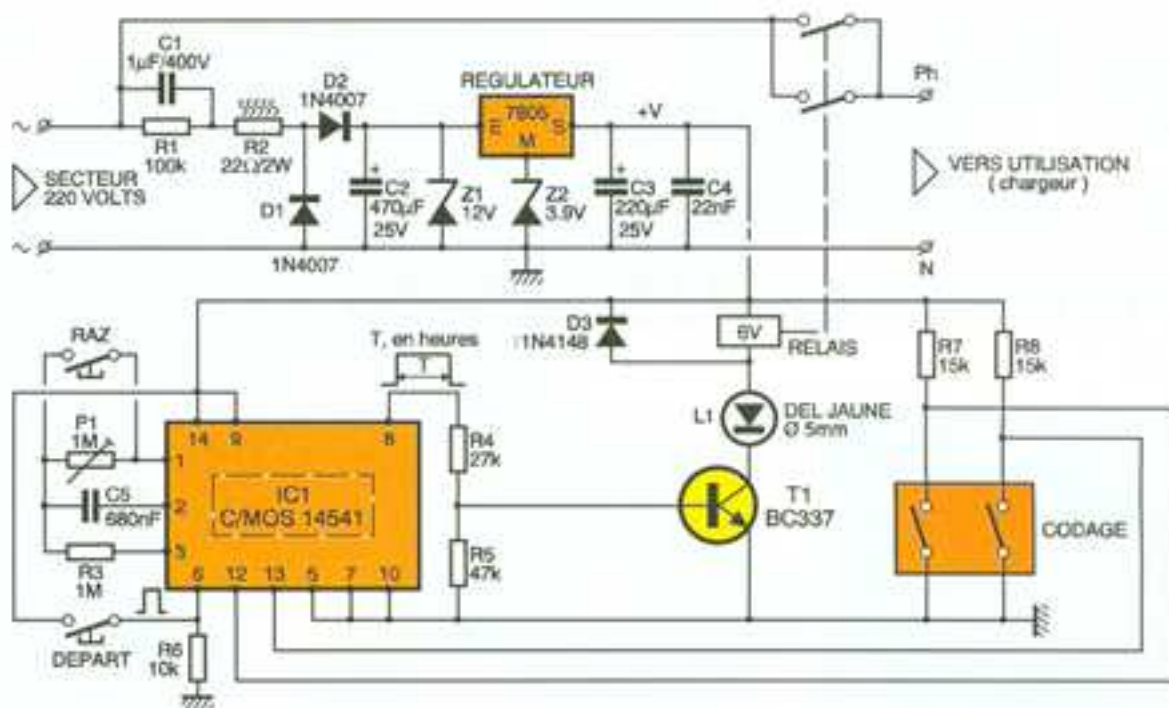 C1
1µF/400V
R1
100k
R2
22Ω/2W
D2
1N4007
D1
1N4007
C2
470µF
25V
Z1
12V
REGULATEUR
7805
E
S
M
Z2
3.9V
+V
C3
220µF
25V
C4
22nF
Ph
N
~
~
SECTEUR
220 VOLTS
VERS UTILISATION
( chargeur )
RAZ
P1
1M
C5
680nF
R3
1M
DEPART
R6
10k
14
9
8
1
2
3
6
12
13
5
7
10
IC1
C/MOS 14541
T, en heures
T
R4
27k
R5
47k
D3
1N4148
6V
RELAIS
L1
DEL JAUNE
Ø 5mm
T1
BC337
R7
15k
R8
15k
CODAGE